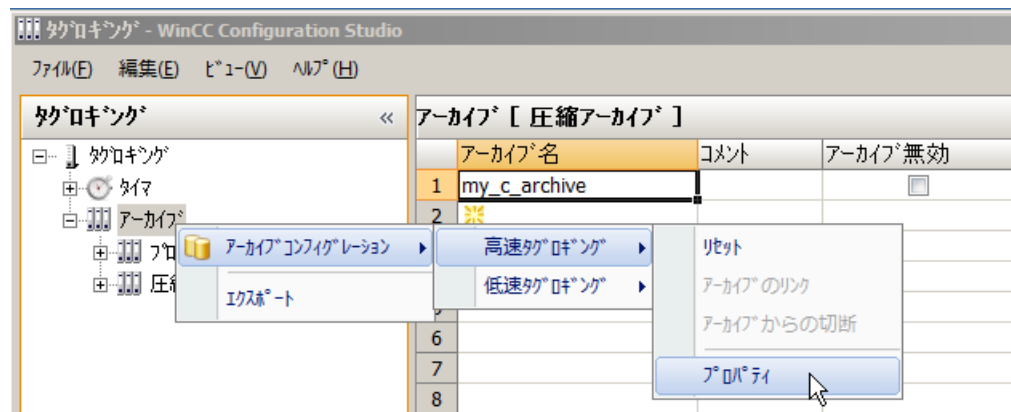 ﾀｸﾞﾛｷﾞﾝｸﾞ - WinCC Configuration Studio
ﾌｧｲﾙ(F) 編集(E) ﾋﾞｭｰ(V) ﾍﾙﾌﾟ(H)
ﾀｸﾞﾛｷﾞﾝｸﾞ «
アーカイブ [ 圧縮アーカイブ ]
アーカイブ名 コメント アーカイブ無効
ﾀｸﾞﾛｷﾞﾝｸﾞ
ﾀｲﾏ
ｱｰｶｲﾌﾞ
圧
1 my_c_archive
2
ｱｰｶｲﾌﾞｺﾝﾌｨｸﾞﾚｰｼｮﾝ
ｴｸｽﾎﾟｰﾄ
高速ﾀｸﾞﾛｷﾞﾝｸﾞ
低速ﾀｸﾞﾛｷﾞﾝｸﾞ
ﾘｾｯﾄ
ｱｰｶｲﾌﾞのﾘﾝｸ
ｱｰｶｲﾌﾞからの切断
ﾌﾟﾛﾊﾟﾃｨ
6
7
8